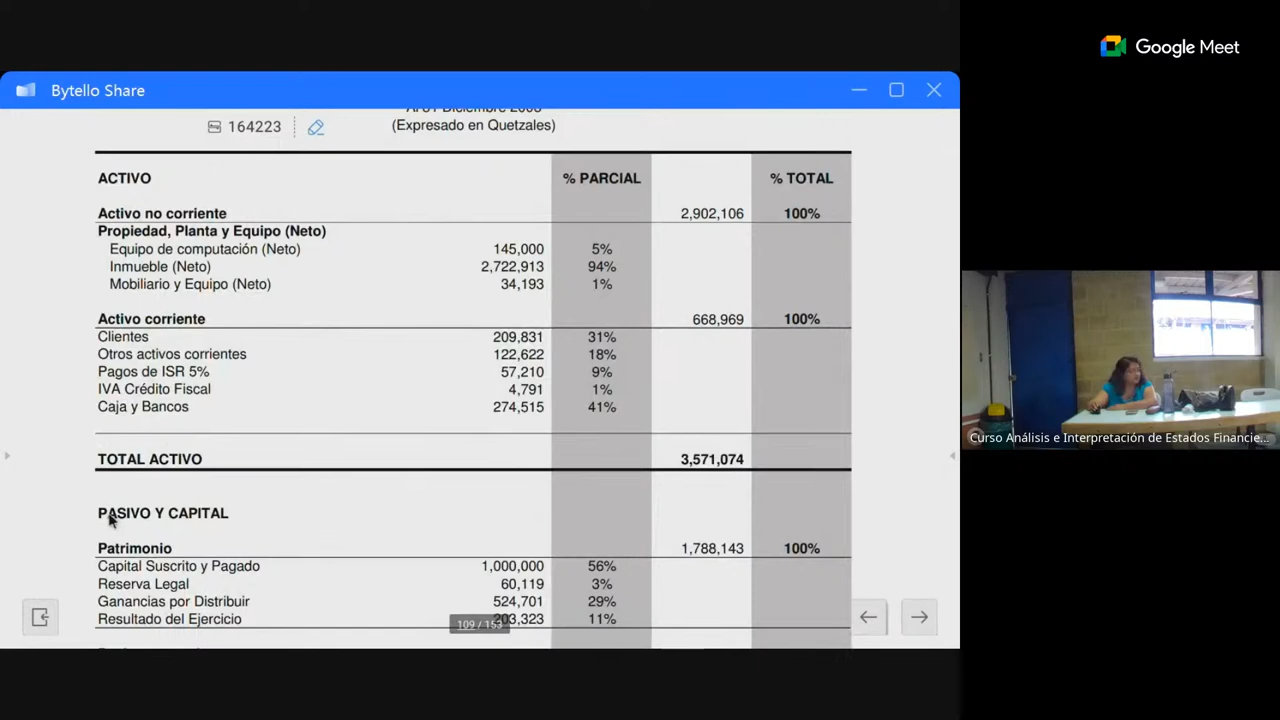 Google Meet
Bytello Share
164223
(Expresado en Quetzales)
ACTIVO % PARCIAL % TOTAL
Activo no corriente 2,902,106 100%
Propiedad, Planta y Equipo (Neto)
Equipo de computación (Neto) 145,000 5%
Inmueble (Neto) 2,722,913 94%
Mobiliario y Equipo (Neto) 34,193 1%
Activo corriente 668,969 100%
Clientes 209,831 31%
Otros activos corrientes 122,622 18%
Pagos de ISR 5% 57,210 9%
IVA Crédito Fiscal 4,791 1%
Caja y Bancos 274,515 41%
TOTAL ACTIVO 3,571,074
PASIVO Y CAPITAL
Patrimonio 1,788,143 100%
Capital Suscrito y Pagado 1,000,000 56%
Reserva Legal 60,119 3%
Ganancias por Distribuir 524,701 29%
Resultado del Ejercicio 203,323 11%
109 / 153
Curso Análisis e Interpretación de Estados Financie...